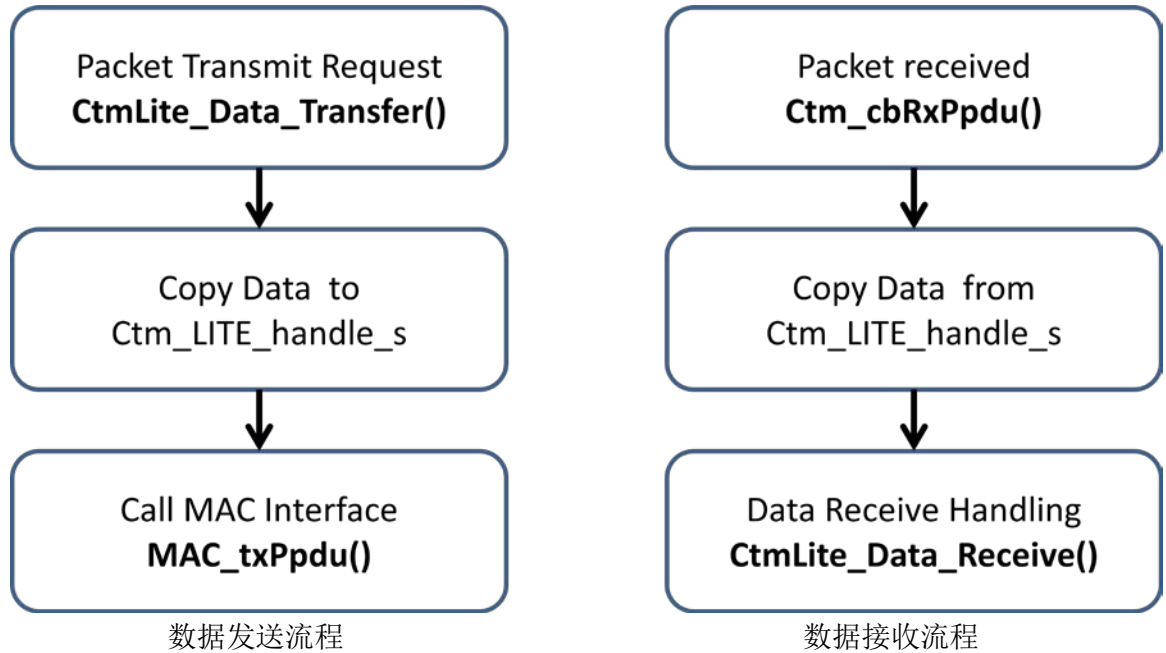 Packet Transmit Request
CtmLite_Data_Transfer()
Copy Data to
Ctm_LITE_handle_s
Call MAC Interface
MAC_txPpdu()
数据发送流程
Packet received
Ctm_cbRxPpdu()
Copy Data from
Ctm_LITE_handle_s
Data Receive Handling
CtmLite_Data_Receive()
数据接收流程